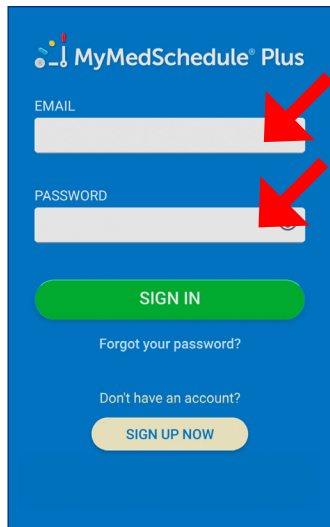 MyMedSchedule® Plus
EMAIL
PASSWORD
SIGN IN
Forgot your password?
Don't have an account?
SIGN UP NOW